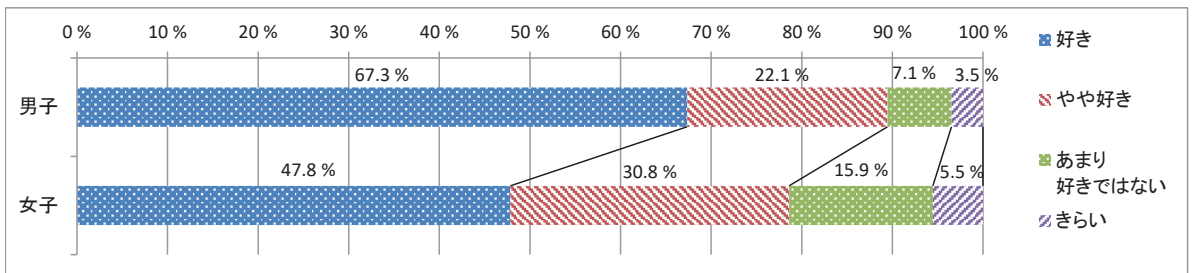 0 % 10 % 20 % 30 % 40 % 50 % 60 % 70 % 80 % 90 % 100 %
67.3 % 22.1 % 7.1 % 3.5 %
男子
47.8 % 30.8 % 15.9 % 5.5 %
女子
好き
やや好き
あまり
好きではない
きらい